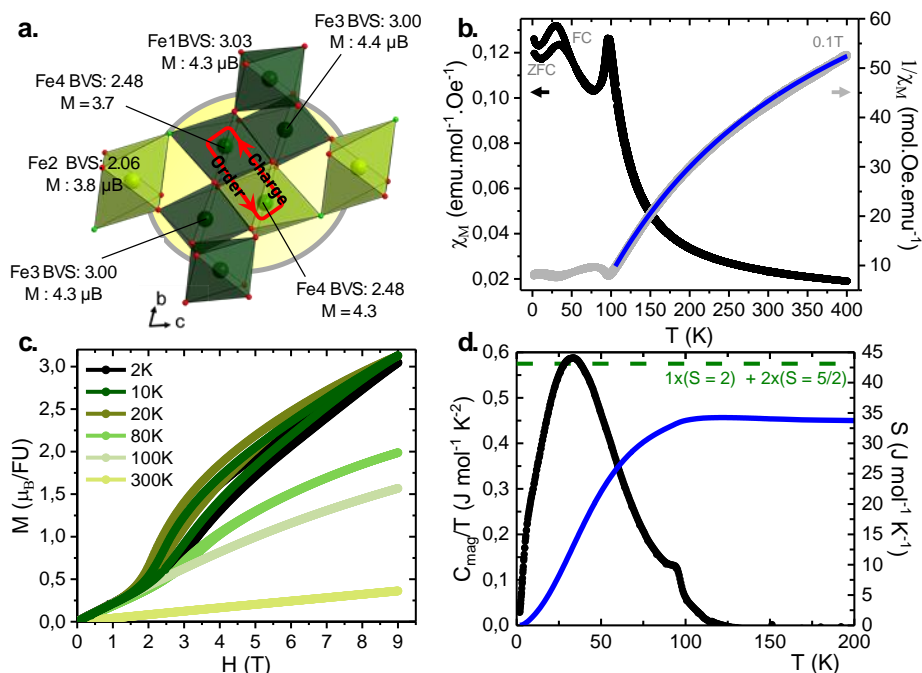 a.
Fe1BVS: 3.03
M : 4.3 µB
Fe3 BVS: 3.00
M : 4.4 µB
Fe4 BVS: 2.48
M = 3.7
Fe2 BVS: 2.06
M : 3.8 µB
Charge
Order
Fe3 BVS: 3.00
M : 4.3 µB
Fe4 BVS: 2.48
M = 4.3
b
c
b.
0,12
0,10
0,08
0,06
0,04
0,02
χM (emu.mol-1.Oe-1)
FC
ZFC
0.1T
60
50
40
30
20
10
1/χM (mol.Oe.emu-1)
0 50 100 150 200 250 300 350 400
T (K)
c.
3,0
2,5
2,0
1,5
1,0
0,5
0,0
M (µB/FU)
2K
10K
20K
80K
100K
300K
0 1 2 3 4 5 6 7 8 9
H (T)
d.
0,6
0,5
0,4
0,3
0,2
0,1
0,0
Cmag/T (J mol-1 K-2)
1x(S = 2) + 2x(S = 5/2)
45
40
35
30
25
20
15
10
5
0
S (J mol-1 K-1)
0 50 100 150 200
T (K)